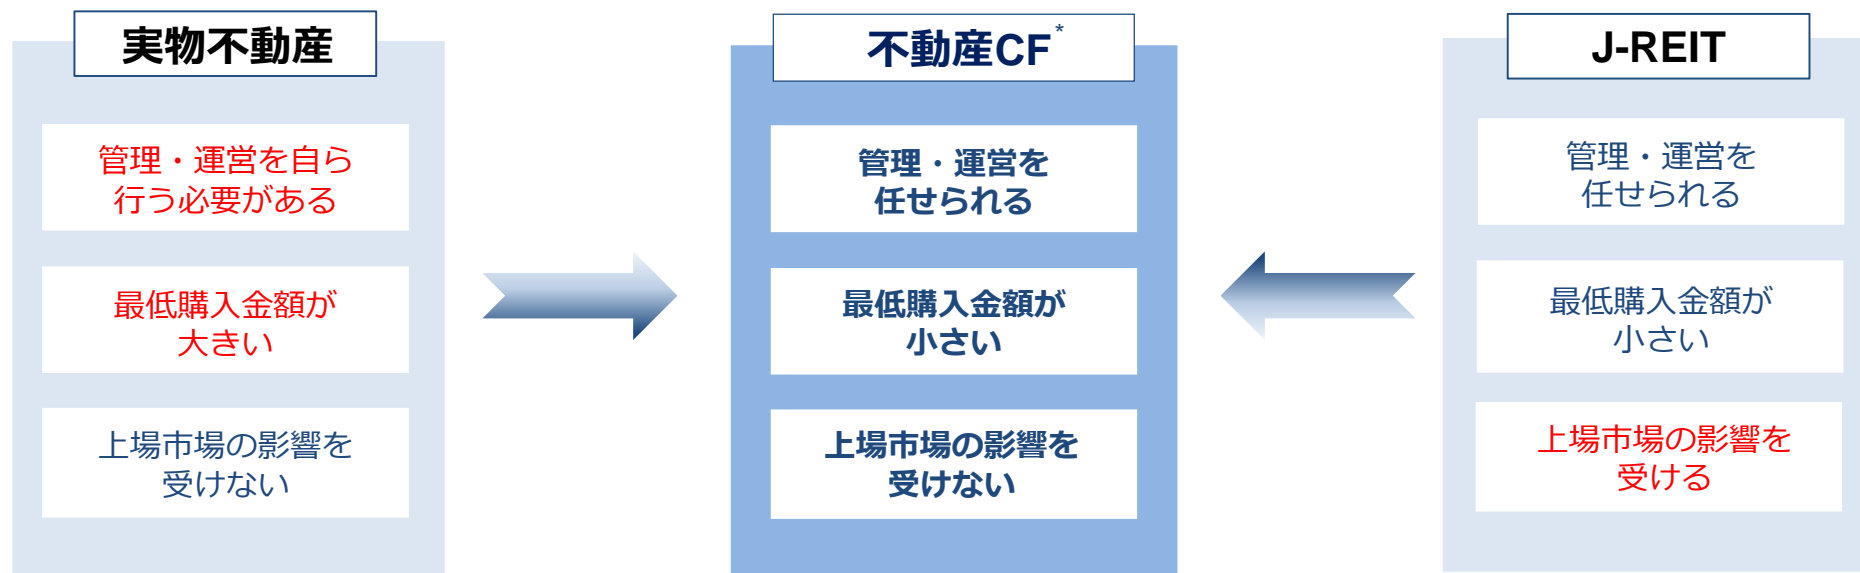 実物不動産
管理・運営を自ら
行う必要がある
最低購入金額が
大きい
上場市場の影響を
受けない
不動産CF*
管理・運営を
任せられる
最低購入金額が
小さい
上場市場の影響を
受けない
J-REIT
管理・運営を
任せられる
最低購入金額が
小さい
上場市場の影響を
受ける